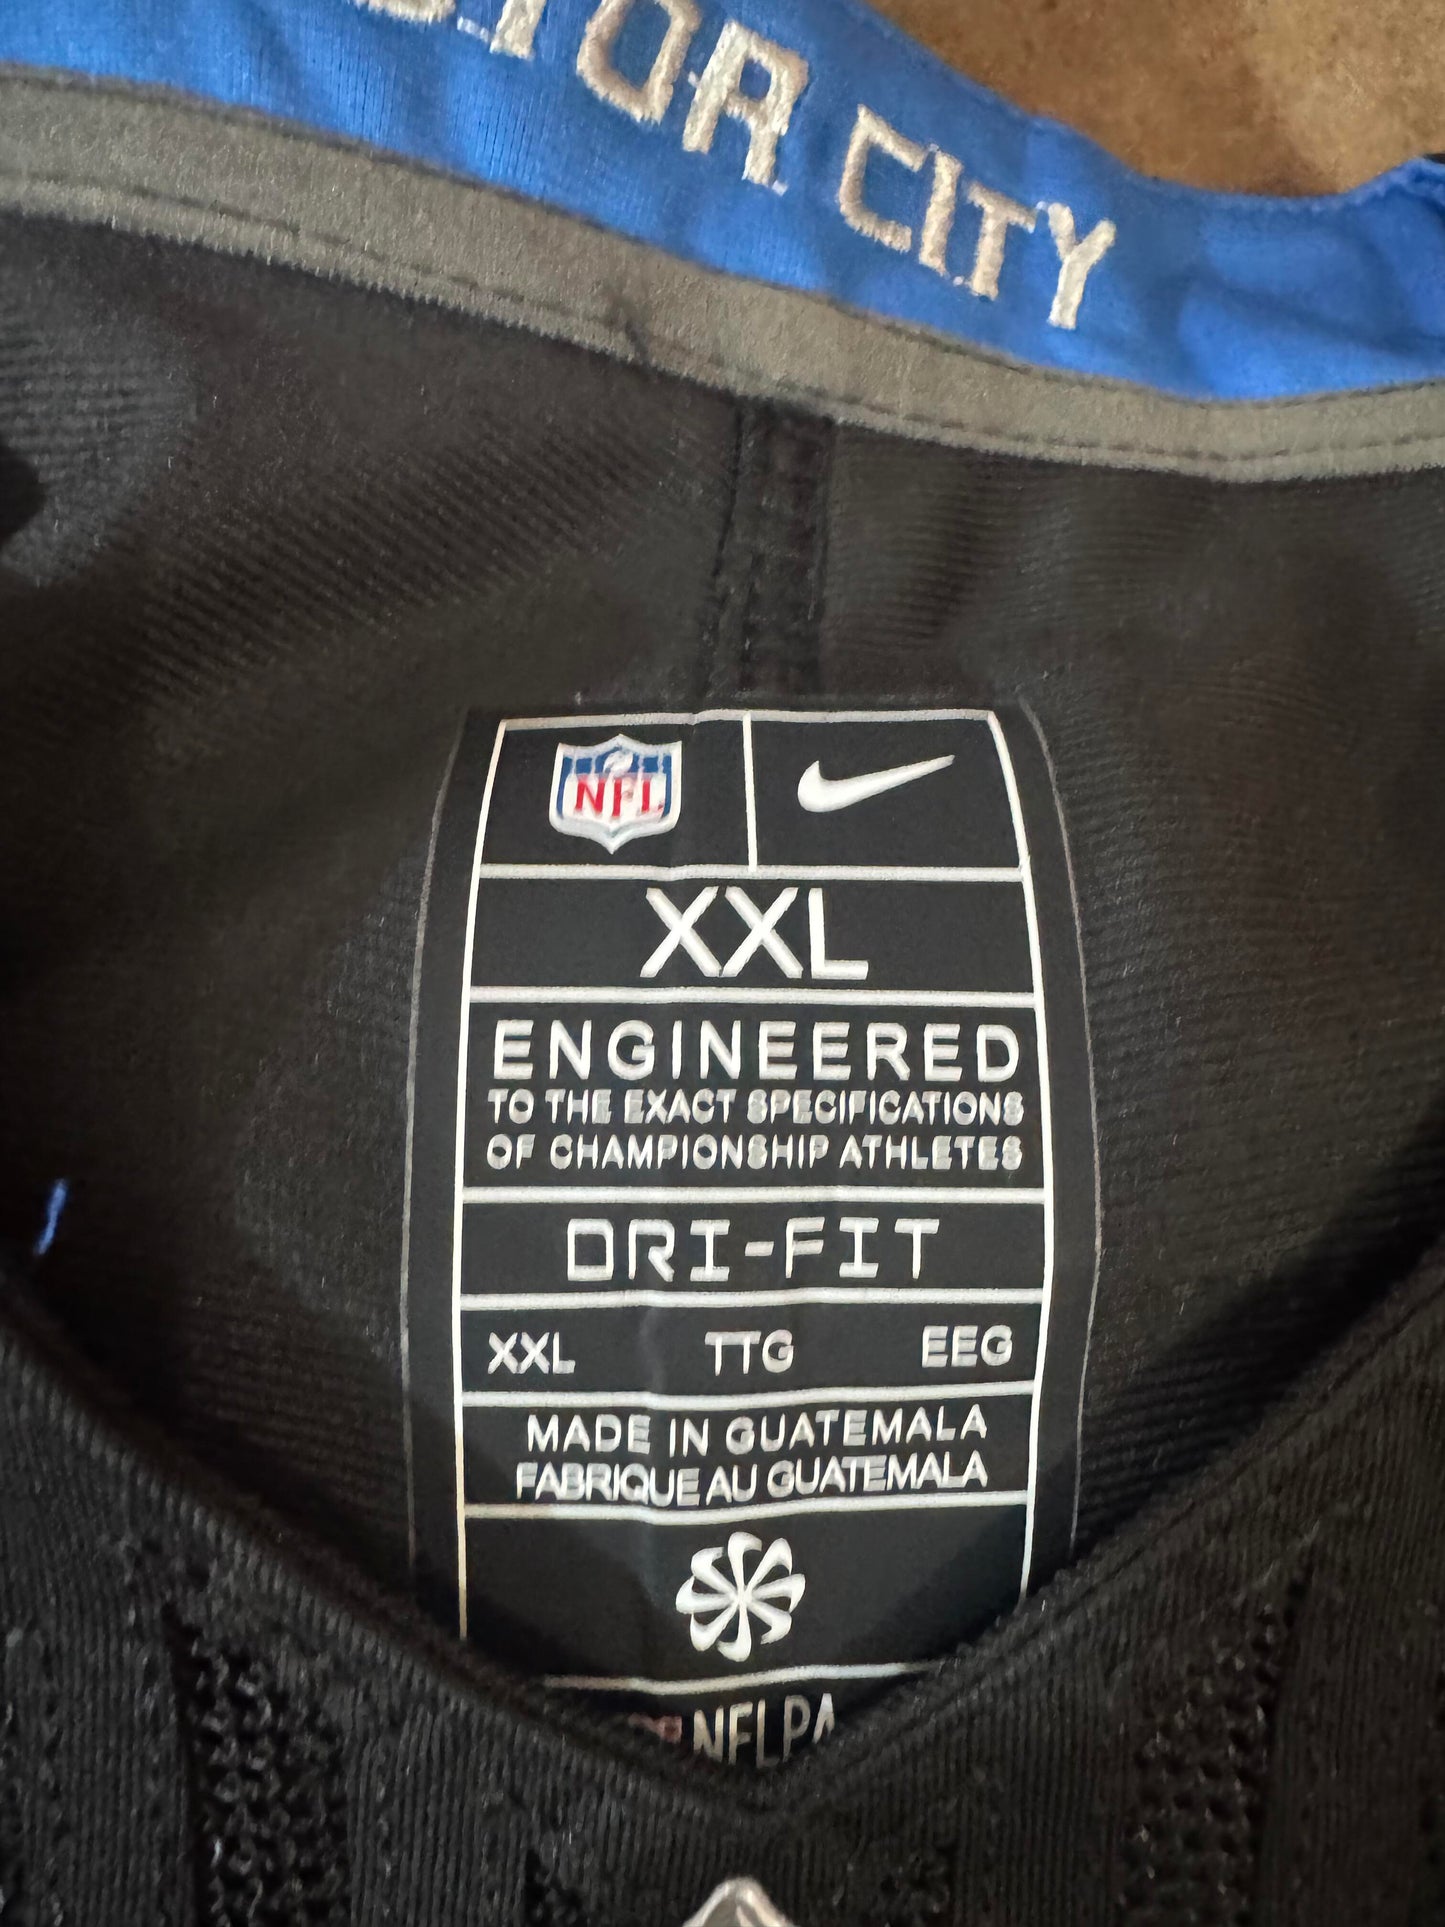 TOR CITY
NFL
XXL
ENGINEERED
TO THE EXACT SPECIFICATIONS
OF CHAMPIONSHIP ATHLETES
DRI-FIT
XXL TTG EEG
MADE IN GUATEMALA
FABRIQUE AU GUATEMALA
NFLPA